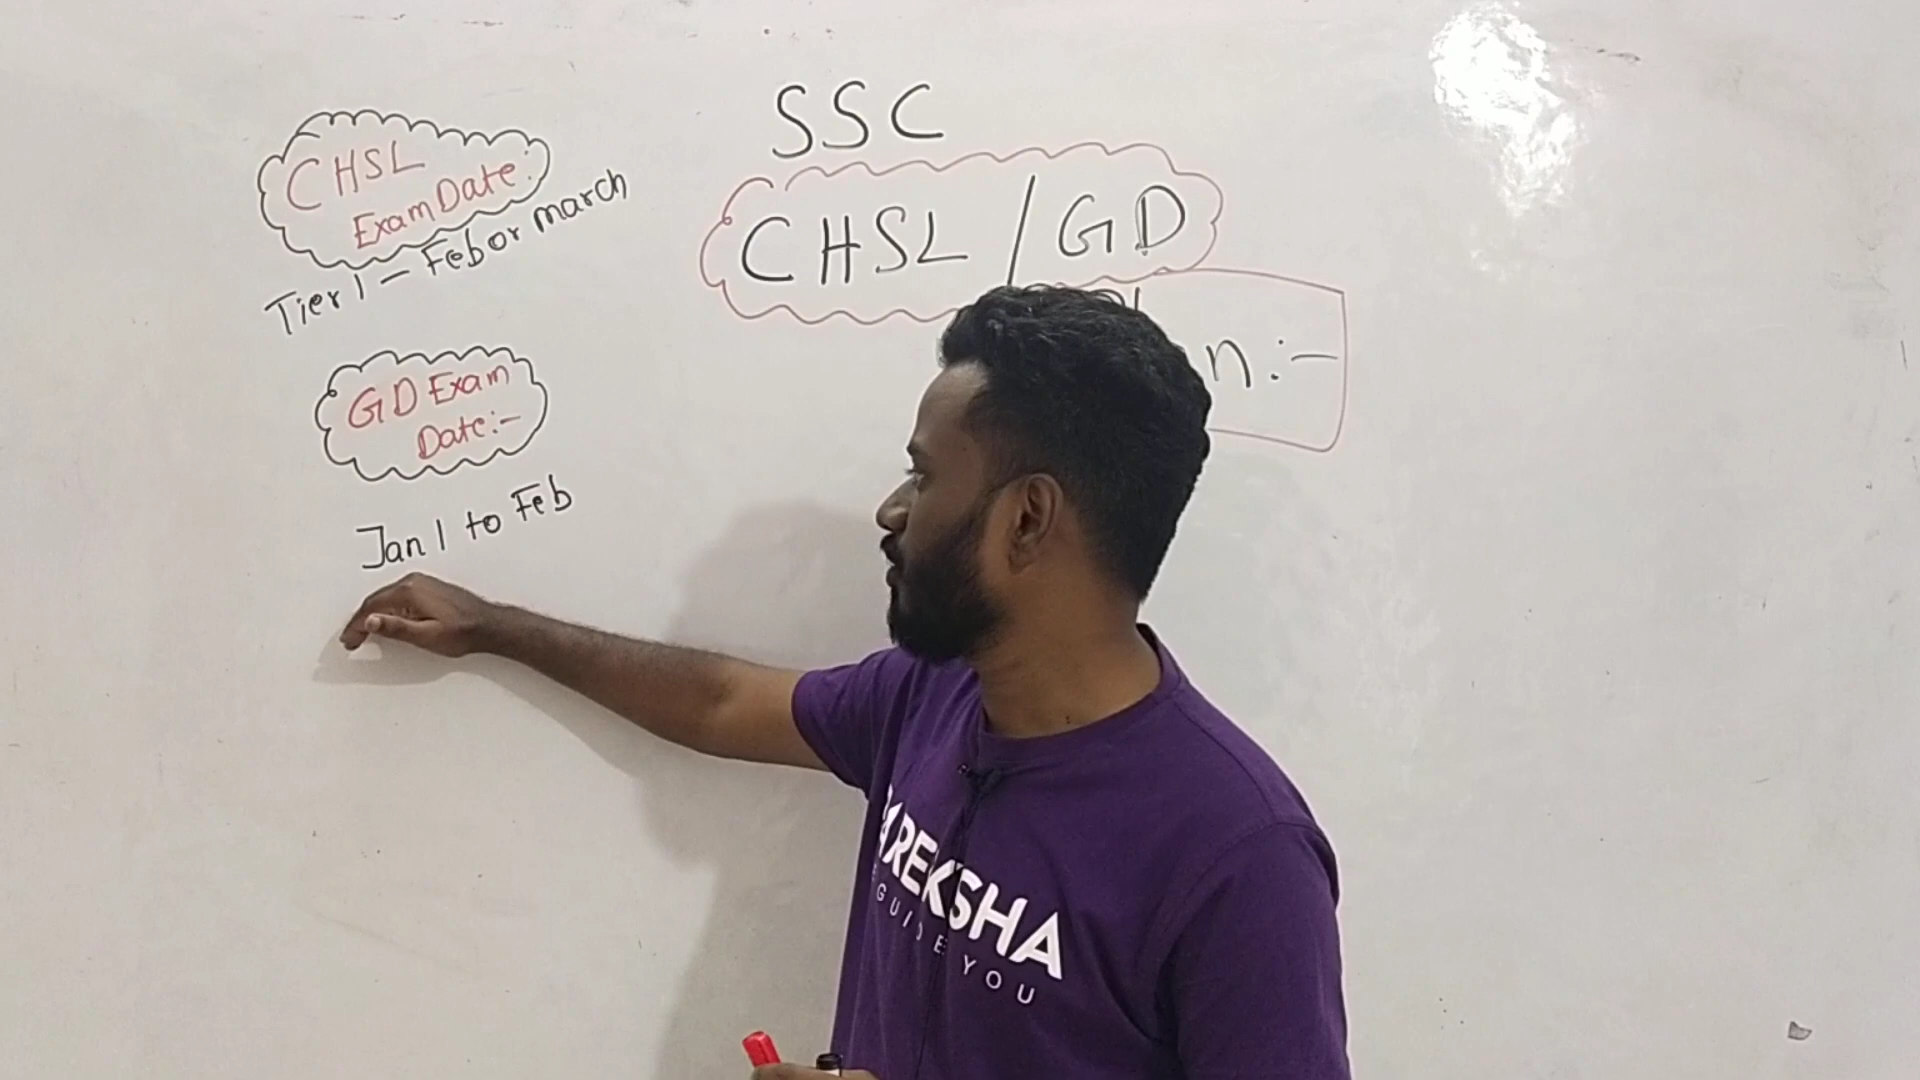 SSC
CHSL / GD
n:-
CHSL
Exam Date:
Tier 1 - Feb or march
GD Exam
Date:-
Jan 1 to Feb
AREKSHA
GUIDE YOU